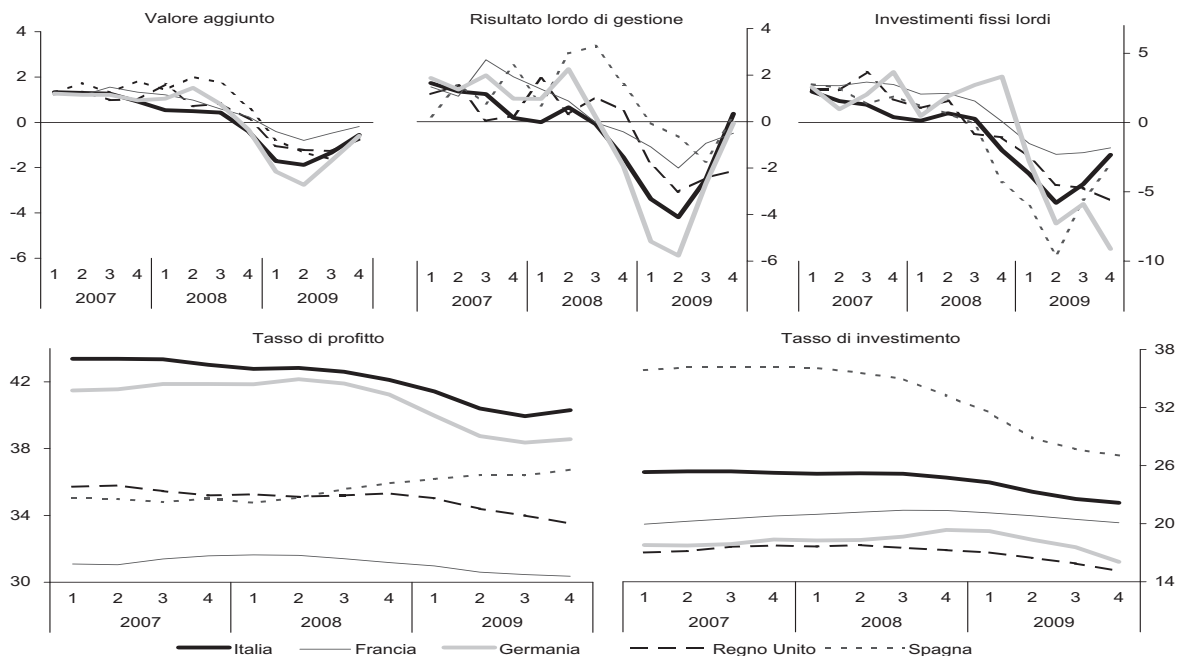 Valore aggiunto
4
2
0
-2
-4
-6
1 2 3 4 1 2 3 4 1 2 3 4
2007 2008 2009
Risultato lordo di gestione
4
2
0
-2
-4
-6
1 2 3 4 1 2 3 4 1 2 3 4
2007 2008 2009
Investimenti fissi lordi
5
0
-5
-10
1 2 3 4 1 2 3 4 1 2 3 4
2007 2008 2009
Tasso di profitto
42
38
34
30
1 2 3 4 1 2 3 4 1 2 3 4
2007 2008 2009
Tasso di investimento
38
32
26
20
14
1 2 3 4 1 2 3 4 1 2 3 4
2007 2008 2009
Italia Francia Germania Regno Unito Spagna